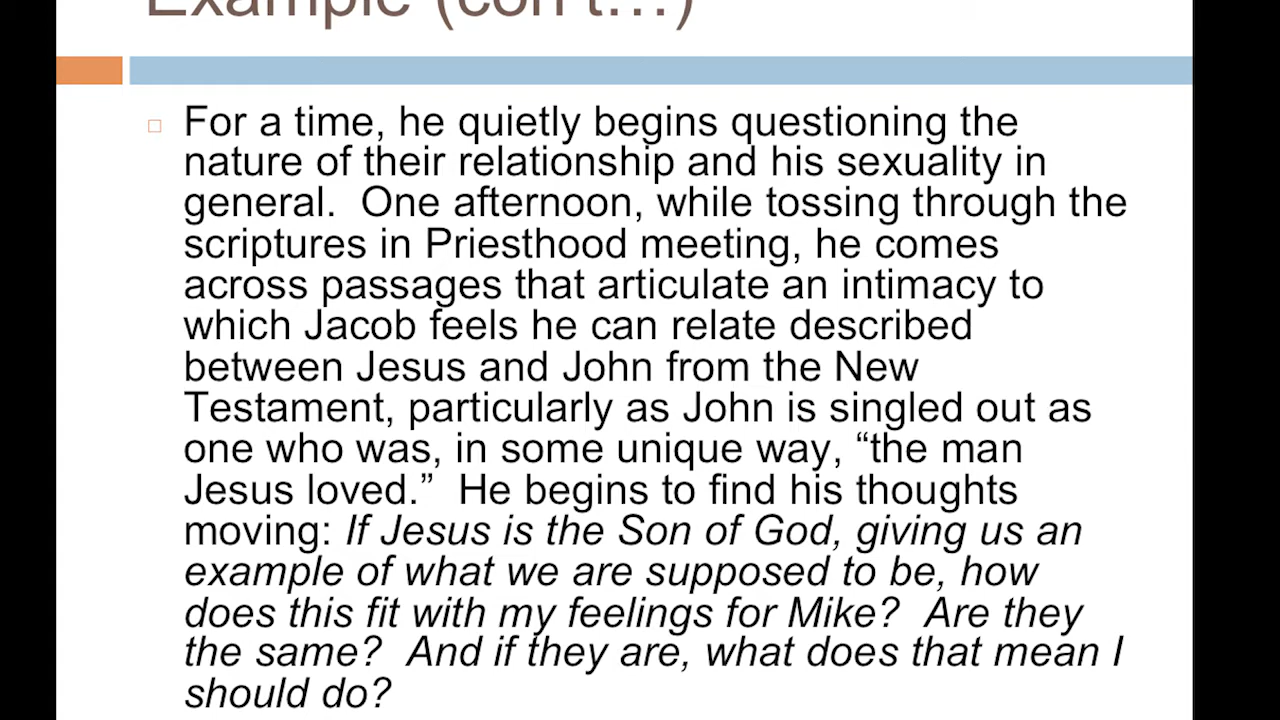 Example (con't…)
For a time, he quietly begins questioning the
nature of their relationship and his sexuality in
general.  One afternoon, while tossing through the
scriptures in Priesthood meeting, he comes
across passages that articulate an intimacy to
which Jacob feels he can relate described
between Jesus and John from the New
Testament, particularly as John is singled out as
one who was, in some unique way, “the man
Jesus loved.”  He begins to find his thoughts
moving: If Jesus is the Son of God, giving us an
example of what we are supposed to be, how
does this fit with my feelings for Mike?  Are they
the same?  And if they are, what does that mean I
should do?